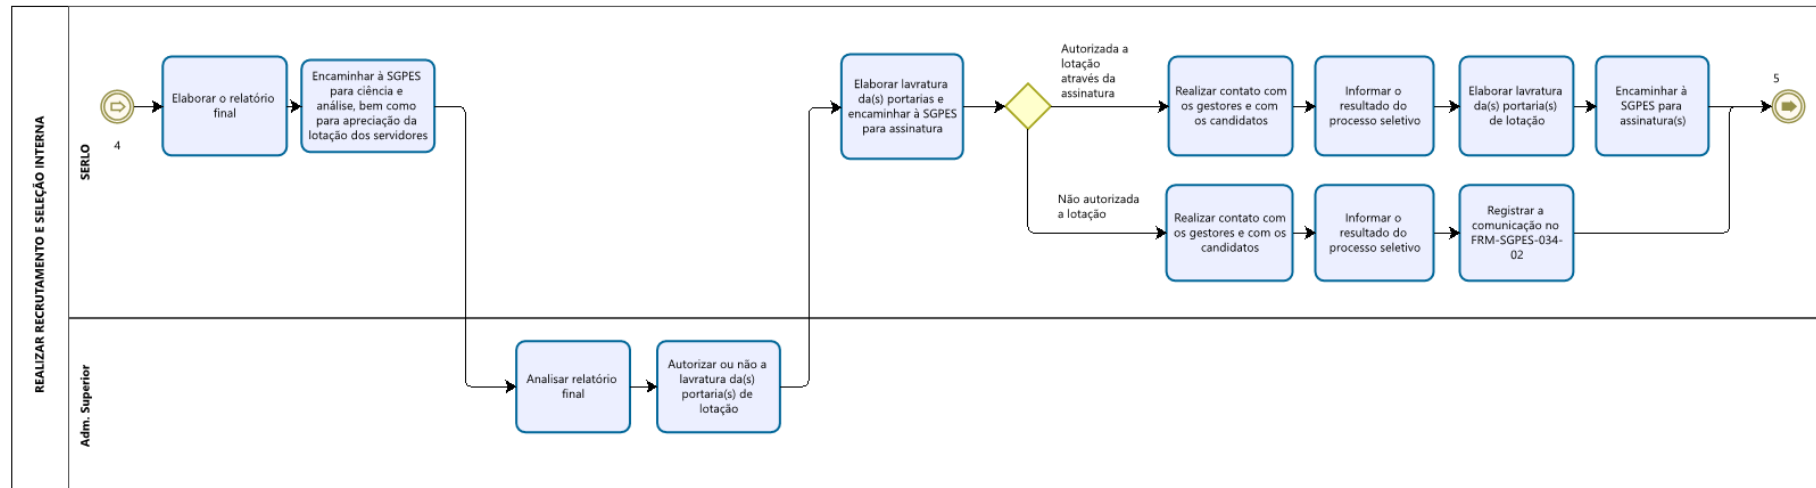 REALIZAR RECRUTAMENTO E SELEÇÃO INTERNA
SERLO
4
Elaborar o relatório
final
Encaminhar à SGPES
para ciência e
análise, bem como
para apreciação da
lotação dos servidores
Elaborar lavratura
da(s) portarias e
encaminhar à SGPES
para assinatura
Autorizada a
lotação
através da
assinatura
Realizar contato com
os gestores e com
os candidatos
Informar o
resultado do
processo seletivo
Elaborar lavratura
da(s) portaria(s)
de lotação
Encaminhar à
SGPES para
assinatura(s)
5
Não autorizada
a lotação
Realizar contato com
os gestores e com os
candidatos
Informar o
resultado do
processo seletivo
Registrar a
comunicação no
FRM-SGPES-034-
02
Adm. Superior
Analisar relatório
final
Autorizar ou não a
lavratura da(s)
portaria(s) de
lotação